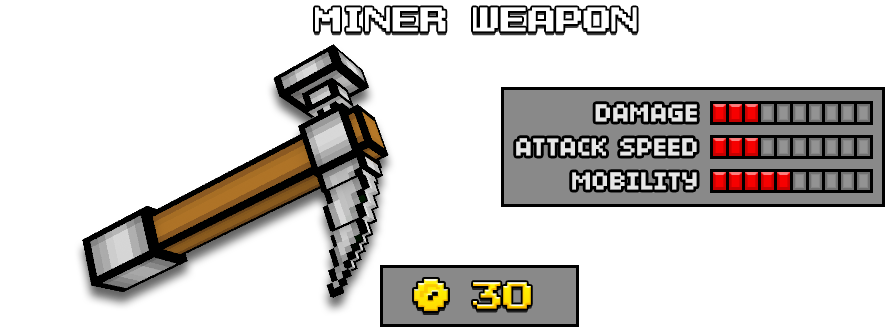 MINER WEAPON
DAMAGE
ATTACK SPEED
MOBILITY
30